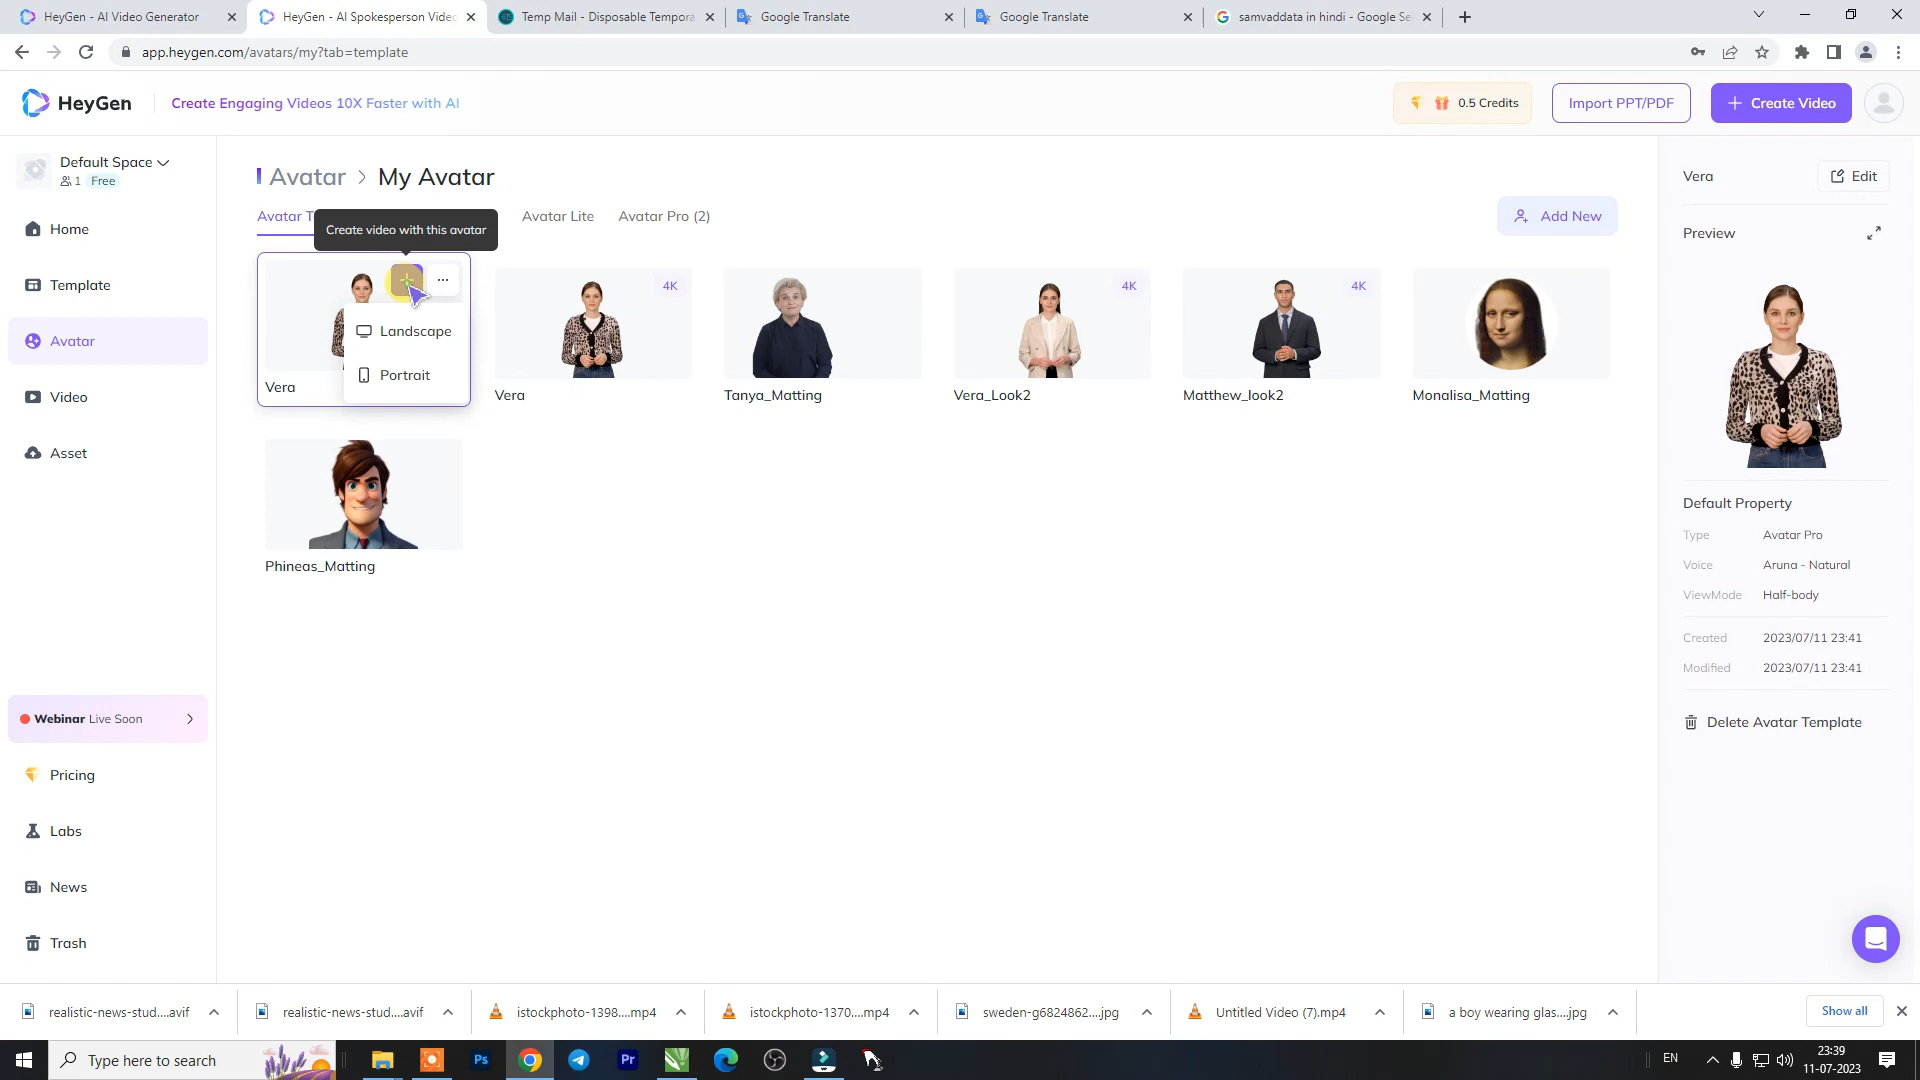 HeyGen - AI Video Generator
HeyGen - AI Spokesperson Video
Temp Mail - Disposable Tempora
Google Translate
Google Translate
samvaddata in hindi - Google Se
app.heygen.com/avatars/my?tab=template
HeyGen
Create Engaging Videos 10X Faster with AI
0.5 Credits
Import PPT/PDF
Create Video
Default Space
1 Free
Home
Template
Avatar
Video
Asset
Webinar Live Soon
Pricing
Labs
News
Trash
Avatar > My Avatar
Avatar T
Avatar Lite
Avatar Pro (2)
Add New
Create video with this avatar
Landscape
Portrait
Vera
4K
Vera
Tanya_Matting
4K
Vera_Look2
4K
Matthew_look2
Monalisa_Matting
Phineas_Matting
Vera
Edit
Preview
Default Property
Type Avatar Pro
Voice Aruna - Natural
ViewMode Half-body
Created 2023/07/11 23:41
Modified 2023/07/11 23:41
Delete Avatar Template
realistic-news-stud....avif
realistic-news-stud....avif
istockphoto-1398....mp4
istockphoto-1370....mp4
sweden-g6824862....jpg
Untitled Video (7).mp4
a boy wearing glas....jpg
Show all
Type here to search
Ps
Pr
EN
23:39
11-07-2023